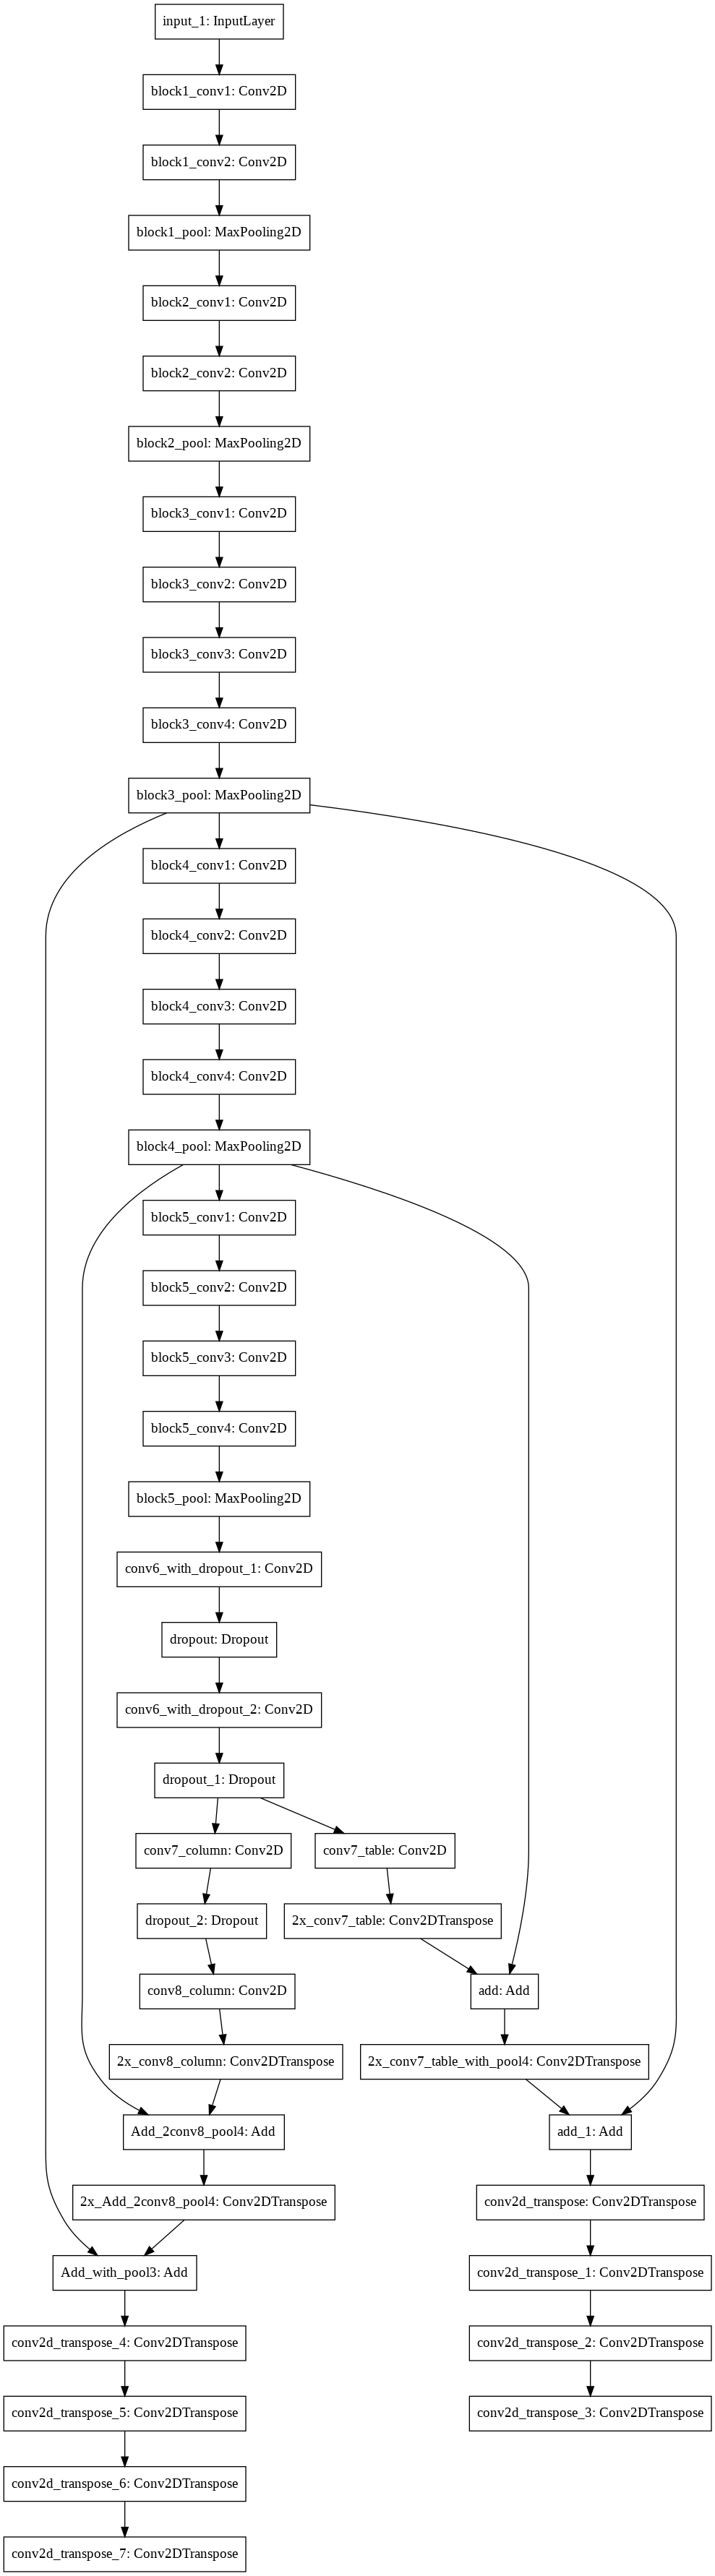 input_1: InputLayer
block1_conv1: Conv2D
block1_conv2: Conv2D
block1_pool: MaxPooling2D
block2_conv1: Conv2D
block2_conv2: Conv2D
block2_pool: MaxPooling2D
block3_conv1: Conv2D
block3_conv2: Conv2D
block3_conv3: Conv2D
block3_conv4: Conv2D
block3_pool: MaxPooling2D
block4_conv1: Conv2D
block4_conv2: Conv2D
block4_conv3: Conv2D
block4_conv4: Conv2D
block4_pool: MaxPooling2D
block5_conv1: Conv2D
block5_conv2: Conv2D
block5_conv3: Conv2D
block5_conv4: Conv2D
block5_pool: MaxPooling2D
conv6_with_dropout_1: Conv2D
dropout: Dropout
conv6_with_dropout_2: Conv2D
dropout_1: Dropout
conv7_column: Conv2D
conv7_table: Conv2D
dropout_2: Dropout
2x_conv7_table: Conv2DTranspose
conv8_column: Conv2D
add: Add
2x_conv8_column: Conv2DTranspose
2x_conv7_table_with_pool4: Conv2DTranspose
Add_2conv8_pool4: Add
add_1: Add
2x_Add_2conv8_pool4: Conv2DTranspose
conv2d_transpose: Conv2DTranspose
Add_with_pool3: Add
conv2d_transpose_1: Conv2DTranspose
conv2d_transpose_4: Conv2DTranspose
conv2d_transpose_2: Conv2DTranspose
conv2d_transpose_5: Conv2DTranspose
conv2d_transpose_3: Conv2DTranspose
conv2d_transpose_6: Conv2DTranspose
conv2d_transpose_7: Conv2DTranspose